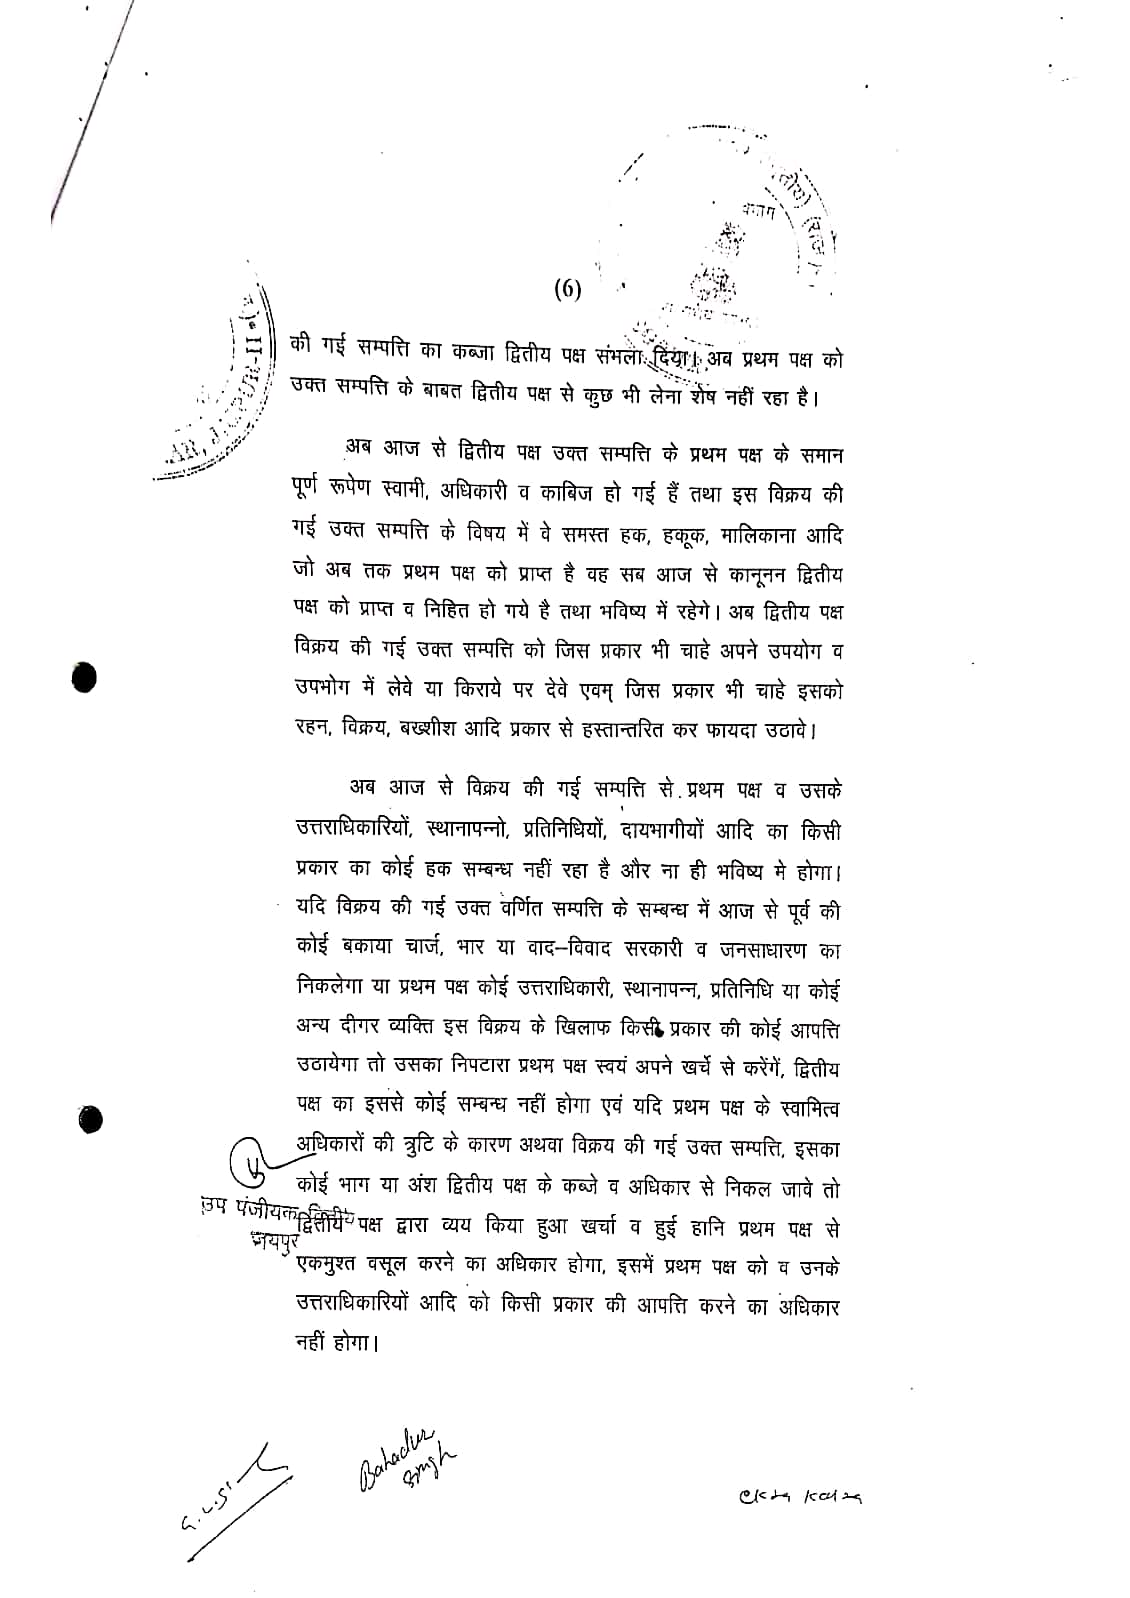 (6)
की गई सम्पत्ति का कब्जा द्वितीय पक्ष संभला दिया। अब प्रथम पक्ष को
उक्त सम्पत्ति के बाबत द्वितीय पक्ष से कुछ भी लेना शेष नहीं रहा है।
अब आज से द्वितीय पक्ष उक्त सम्पत्ति के प्रथम पक्ष के समान
पूर्ण रूपेण स्वामी, अधिकारी व काबिज हो गई हैं तथा इस विक्रय की
गई उक्त सम्पत्ति के विषय में वे समस्त हक, हकूक, मालिकाना आदि
जो अब तक प्रथम पक्ष को प्राप्त है वह सब आज से कानूनन द्वितीय
पक्ष को प्राप्त व निहित हो गये है तथा भविष्य में रहेगे। अब द्वितीय पक्ष
विक्रय की गई उक्त सम्पत्ति को जिस प्रकार भी चाहे अपने उपयोग व
उपभोग में लेवे या किराये पर देवे एवम् जिस प्रकार भी चाहे इसको
रहन, विक्रय, बख्शीश आदि प्रकार से हस्तान्तरित कर फायदा उठावे।
अब आज से विक्रय की गई सम्पत्ति से प्रथम पक्ष व उसके
उत्तराधिकारियों, स्थानापन्नो, प्रतिनिधियों, दायभागीयों आदि का किसी
प्रकार का कोई हक सम्बन्ध नहीं रहा है और ना ही भविष्य मे होगा।
यदि विक्रय की गई उक्त वर्णित सम्पत्ति के सम्बन्ध में आज से पूर्व की
कोई बकाया चार्ज, भार या वाद–विवाद सरकारी व जनसाधारण का
निकलेगा या प्रथम पक्ष कोई उत्तराधिकारी, स्थानापन्न, प्रतिनिधि या कोई
अन्य दीगर व्यक्ति इस विक्रय के खिलाफ किसी प्रकार की कोई आपत्ति
उठायेगा तो उसका निपटारा प्रथम पक्ष स्वयं अपने खर्चे से करेंगें, द्वितीय
पक्ष का इससे कोई सम्बन्ध नहीं होगा एवं यदि प्रथम पक्ष के स्वामित्व
अधिकारों की त्रुटि के कारण अथवा विक्रय की गई उक्त सम्पत्ति, इसका
कोई भाग या अंश द्वितीय पक्ष के कब्जे व अधिकार से निकल जावे तो
उप पंजीयक द्वितीय
द्वितीय पक्ष द्वारा व्यय किया हुआ खर्चा व हुई हानि प्रथम पक्ष से
जयपुर
एकमुश्त वसूल करने का अधिकार होगा, इसमें प्रथम पक्ष को व उनके
उत्तराधिकारियों आदि को किसी प्रकार की आपत्ति करने का अधिकार
नहीं होगा।
Bahadur
Singh